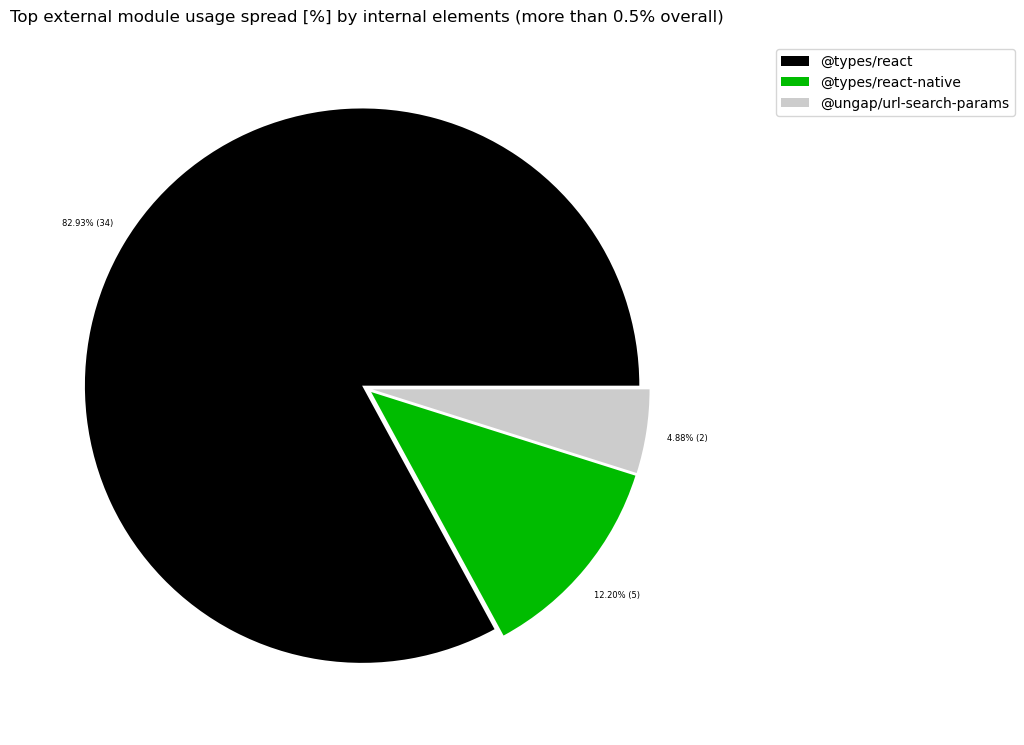 Top external module usage spread [%] by internal elements (more than 0.5% overall)
@types/react
@types/react-native
@ungap/url-search-params
82.93% (34)
4.88% (2)
12.20% (5)